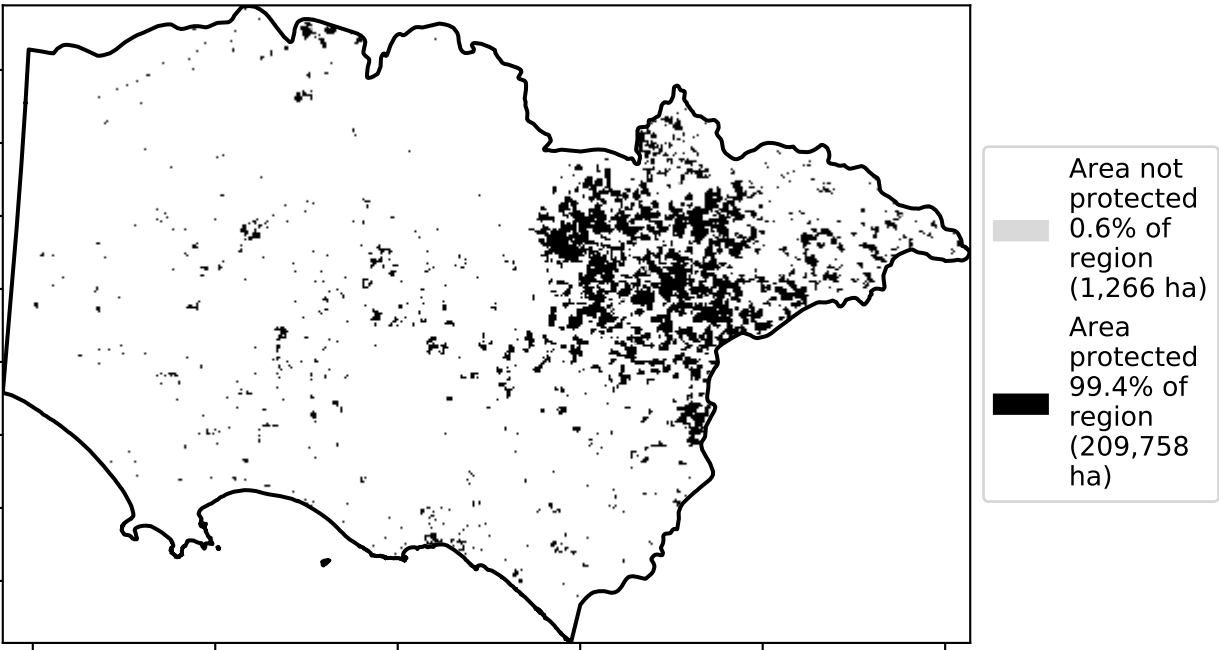 Area not
protected
0.6% of
region
(1,266 ha)
Area
protected
99.4% of
region
(209,758
ha)